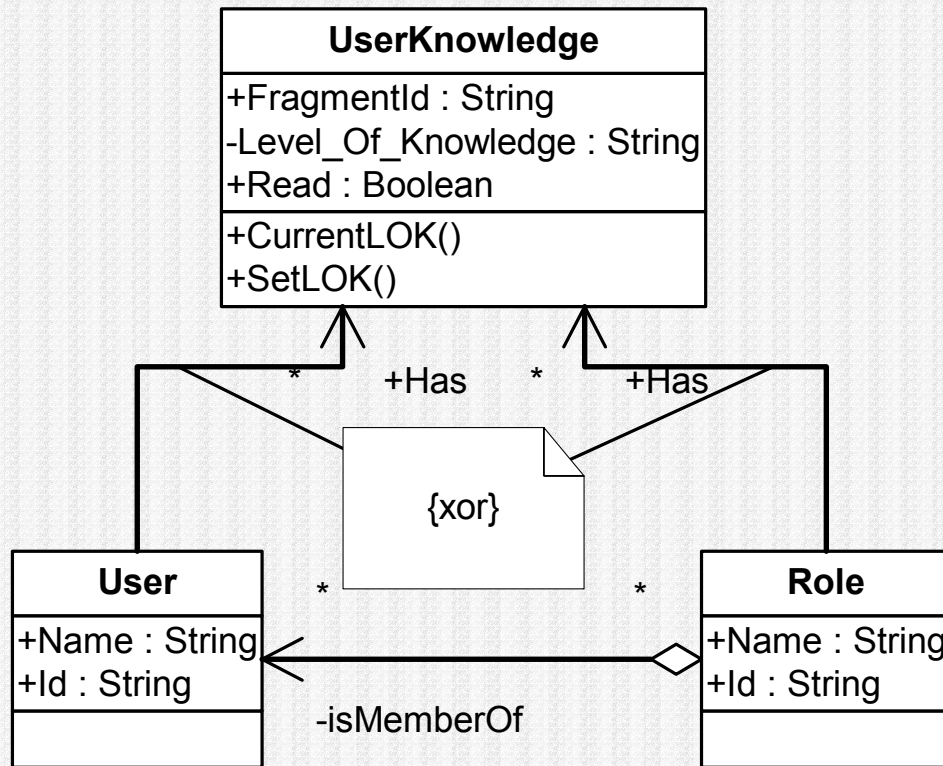 UserKnowledge
+FragmentId : String
-Level_Of_Knowledge : String
+Read : Boolean
+CurrentLOK()
+SetLOK()
* +Has * +Has
{xor}
User
+Name : String
+Id : String
* *
-isMemberOf
Role
+Name : String
+Id : String